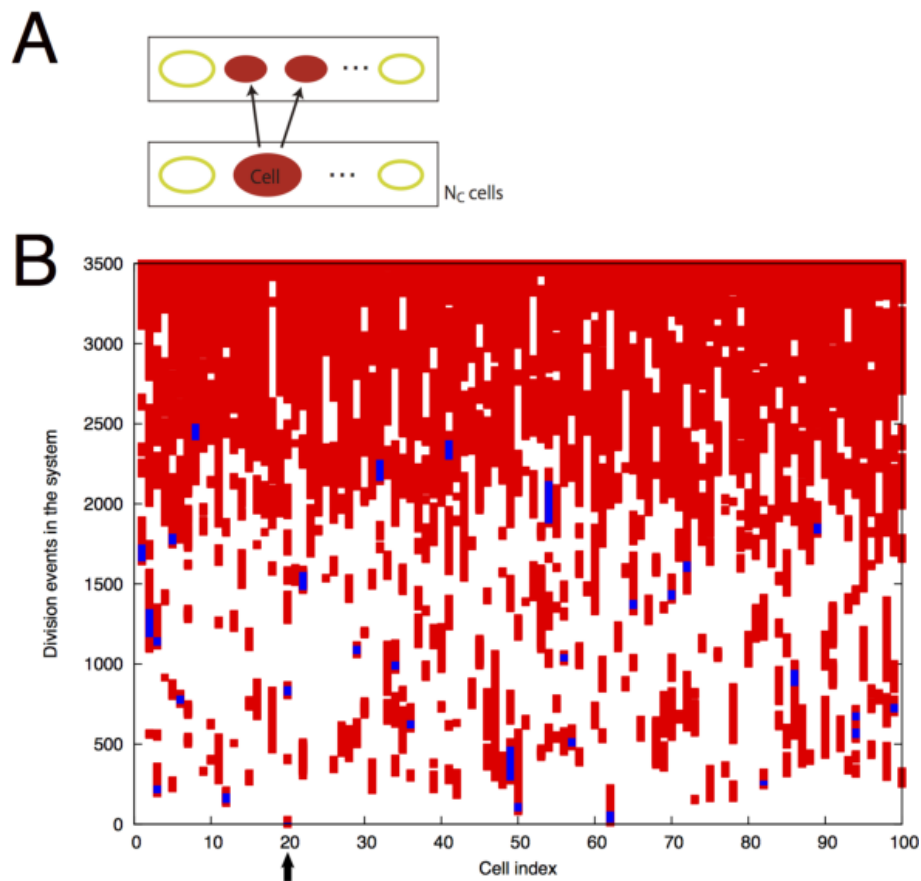 A
...
Cell
...
N_C cells
B
3500
3000
2500
2000
1500
1000
500
0
Division events in the system
0 10 20 30 40 50 60 70 80 90 100
Cell index